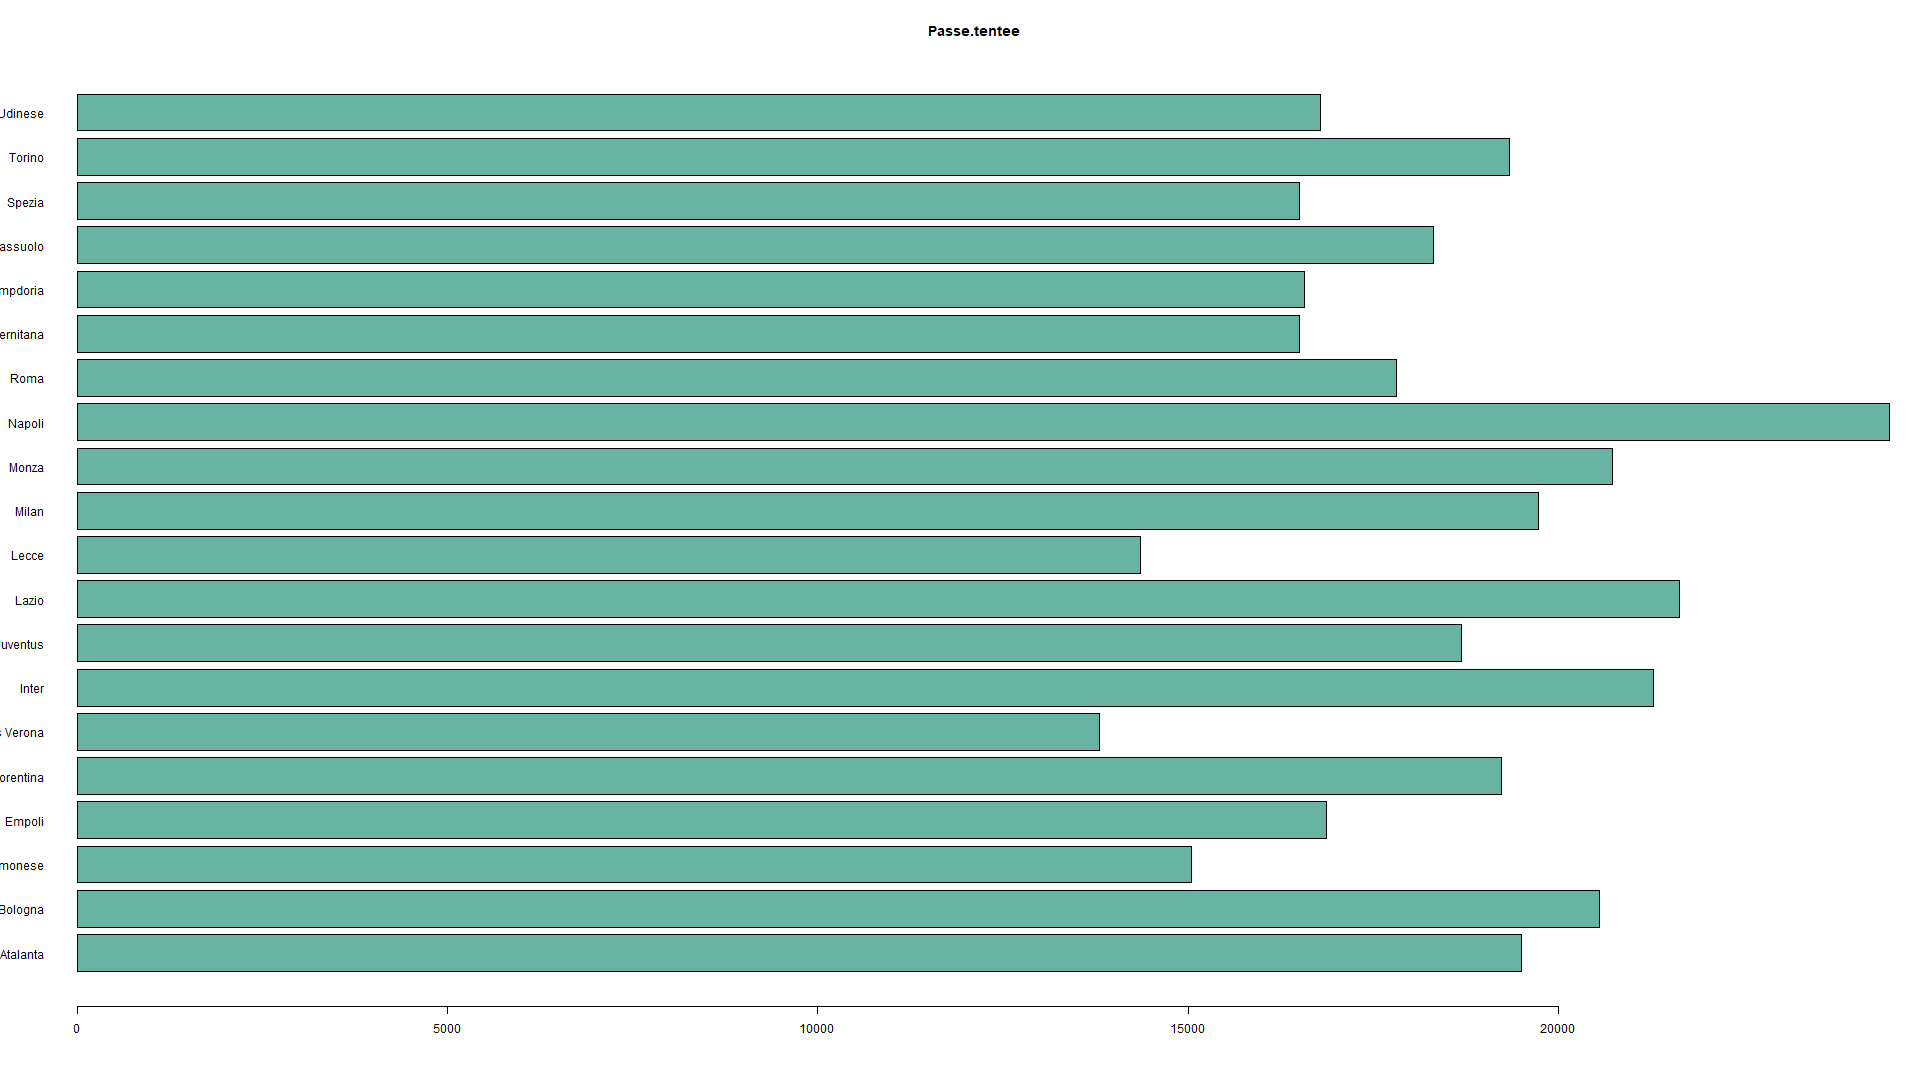 Passe.tentee
Udinese
Torino
Spezia
assuolo
mpdoria
ernitana
Roma
Napoli
Monza
Milan
Lecce
Lazio
Juventus
Inter
s Verona
orentina
Empoli
monese
Bologna
Atalanta
0 5000 10000 15000 20000